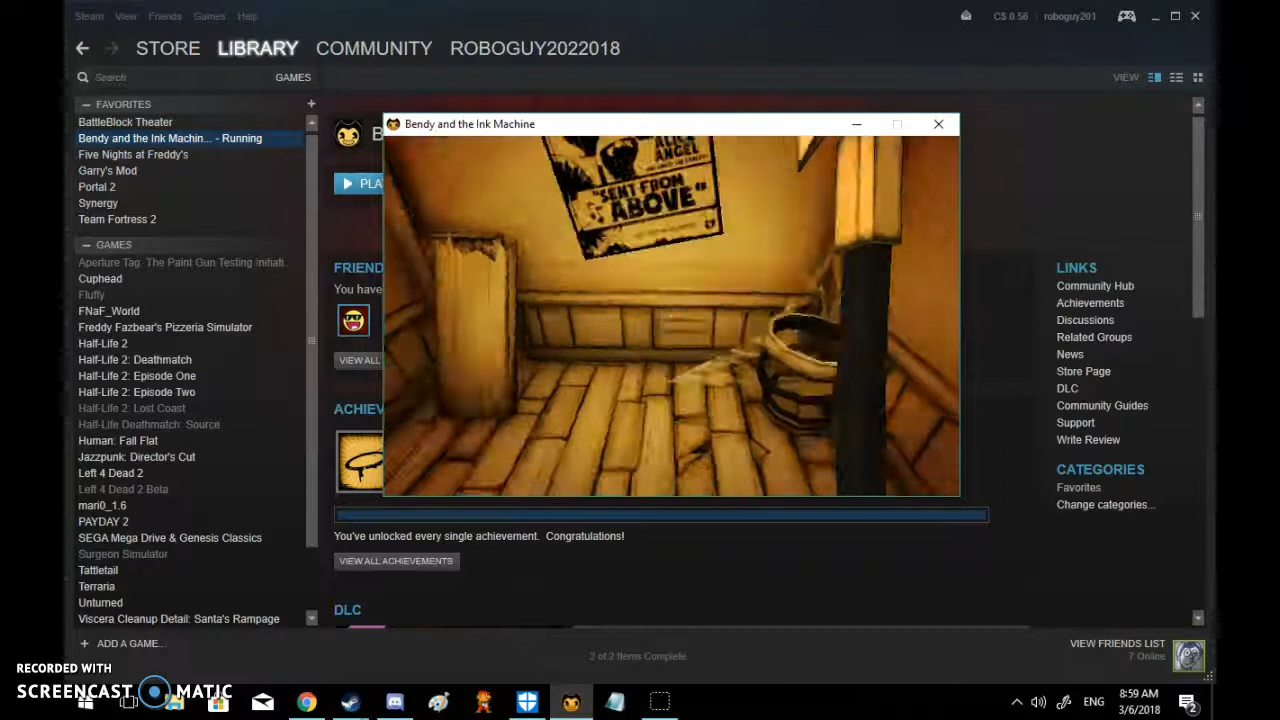 Steam View Friends Games Help
C$ 0.56 roboguy201
STORE LIBRARY COMMUNITY ROBOGUY2022018
Search GAMES
VIEW
FAVORITES
BattleBlock Theater
Bendy and the Ink Machin... - Running
Five Nights at Freddy's
Garry's Mod
Portal 2
Synergy
Team Fortress 2
GAMES
Aperture Tag: The Paint Gun Testing Initiati..
Cuphead
Fluffy
FNaF_World
Freddy Fazbear's Pizzeria Simulator
Half-Life 2
Half-Life 2: Deathmatch
Half-Life 2: Episode One
Half-Life 2: Episode Two
Half-Life 2: Lost Coast
Half-Life Deathmatch: Source
Human: Fall Flat
Jazzpunk: Director's Cut
Left 4 Dead 2
Left 4 Dead 2 Beta
mari0_1.6
PAYDAY 2
SEGA Mega Drive & Genesis Classics
Surgeon Simulator
Tattletail
Terraria
Unturned
Viscera Cleanup Detail: Santa's Rampage
ADD A GAME...
B
PLA
FRIEND
You have
VIEW ALL
ACHIEV
Bendy and the Ink Machine
ALICE
ANGEL
"SENT FROM
ABOVE"
You've unlocked every single achievement. Congratulations!
VIEW ALL ACHIEVEMENTS
DLC
2 of 2 Items Complete
LINKS
Community Hub
Achievements
Discussions
Related Groups
News
Store Page
DLC
Community Guides
Support
Write Review
CATEGORIES
Favorites
Change categories...
VIEW FRIENDS LIST
7 Online
RECORDED WITH
SCREENCAST MATIC
ENG
8:59 AM
3/6/2018
2